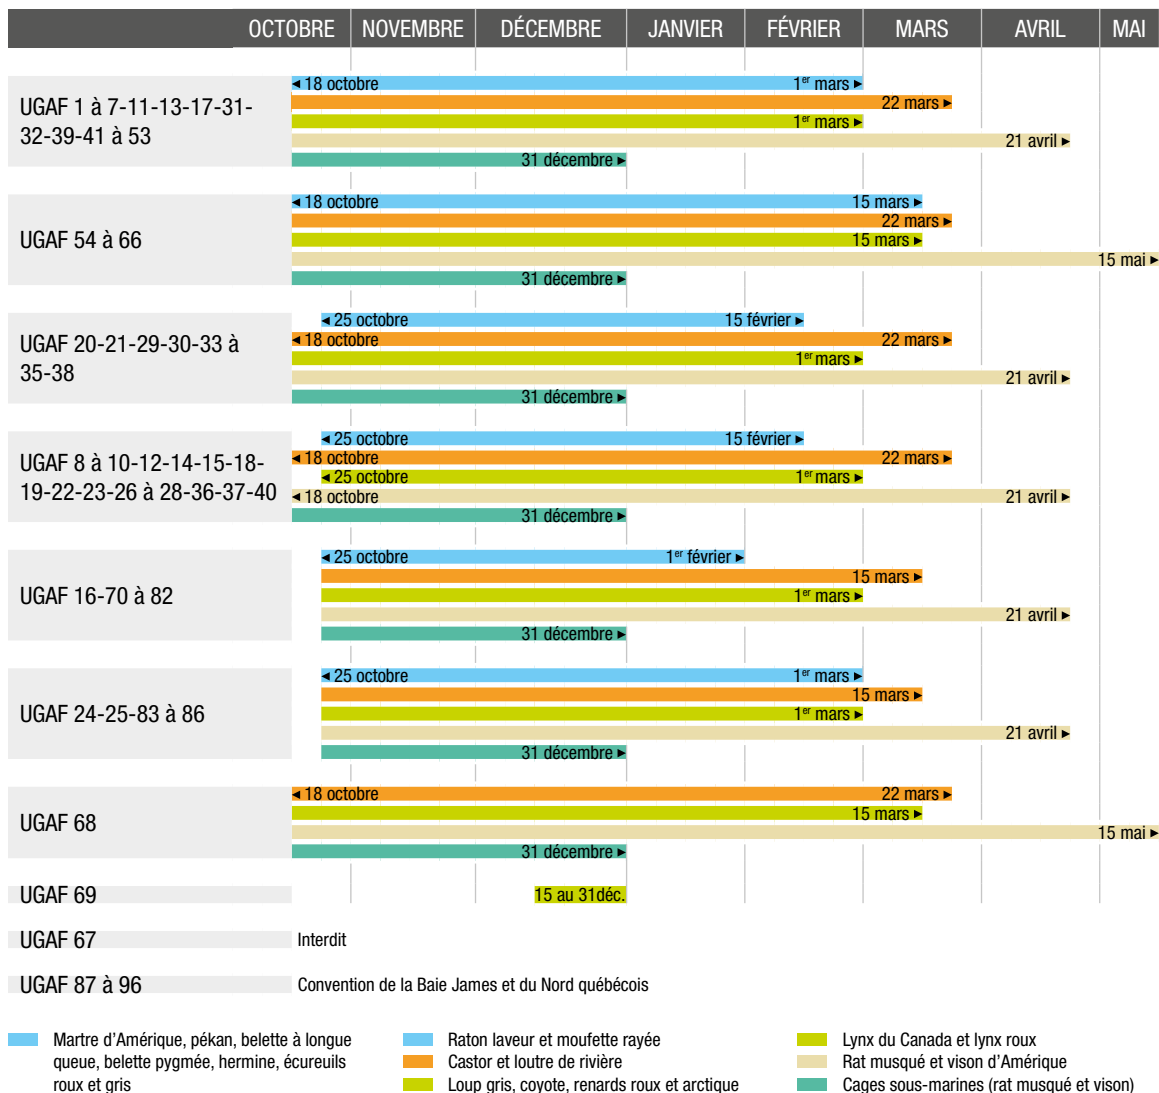 OCTOBRE NOVEMBRE DÉCEMBRE JANVIER FÉVRIER MARS AVRIL MAI
UGAF 1 à 7-11-13-17-31-
32-39-41 à 53
◄ 18 octobre 1er mars ►
22 mars ►
1er mars ►
21 avril ►
31 décembre ►
UGAF 54 à 66
◄ 18 octobre 15 mars ►
22 mars ►
15 mars ►
15 mai ►
31 décembre ►
UGAF 20-21-29-30-33 à
35-38
◄ 25 octobre 15 février ►
◄ 18 octobre 22 mars ►
1er mars ►
21 avril ►
31 décembre ►
UGAF 8 à 10-12-14-15-18-
19-22-23-26 à 28-36-37-40
◄ 25 octobre 15 février ►
◄ 18 octobre 22 mars ►
◄ 25 octobre 1er mars ►
◄ 18 octobre 21 avril ►
31 décembre ►
UGAF 16-70 à 82
◄ 25 octobre 1er février ►
15 mars ►
1er mars ►
21 avril ►
31 décembre ►
UGAF 24-25-83 à 86
◄ 25 octobre 1er mars ►
15 mars ►
1er mars ►
21 avril ►
31 décembre ►
UGAF 68
◄ 18 octobre 22 mars ►
15 mars ►
15 mai ►
31 décembre ►
UGAF 69 15 au 31déc.
UGAF 67 Interdit
UGAF 87 à 96 Convention de la Baie James et du Nord québécois
Martre d'Amérique, pékan, belette à longue
queue, belette pygmée, hermine, écureuils
roux et gris
Raton laveur et moufette rayée
Castor et loutre de rivière
Loup gris, coyote, renards roux et arctique
Lynx du Canada et lynx roux
Rat musqué et vison d'Amérique
Cages sous-marines (rat musqué et vison)